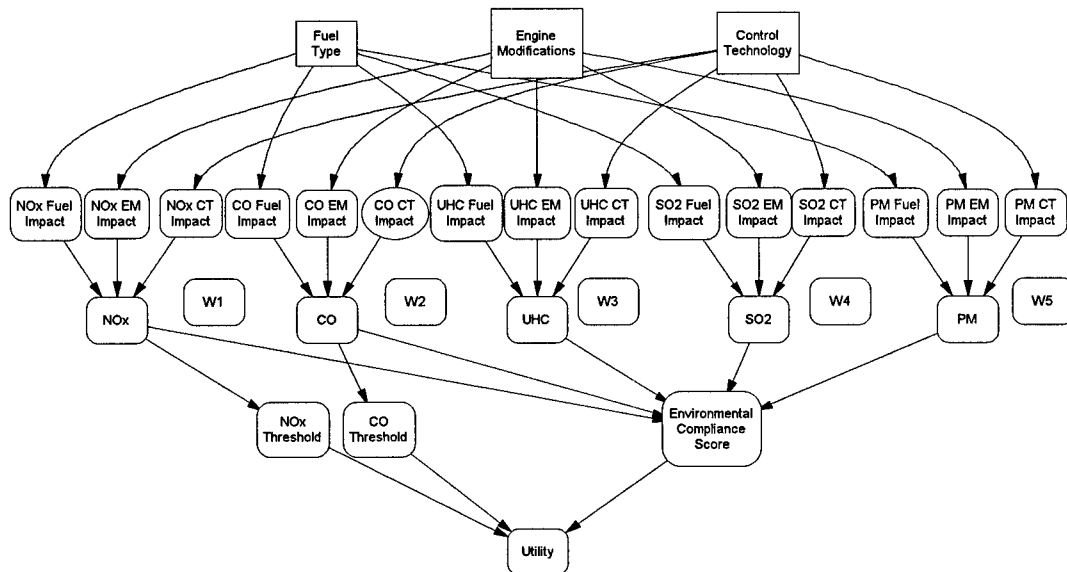 Fuel
Type
Engine
Modifications
Control
Technology
NOx Fuel
Impact
NOx EM
Impact
NOx CT
Impact
CO Fuel
Impact
CO EM
Impact
CO CT
Impact
UHC Fuel
Impact
UHC EM
Impact
UHC CT
Impact
SO2 Fuel
Impact
SO2 EM
Impact
SO2 CT
Impact
PM Fuel
Impact
PM EM
Impact
PM CT
Impact
NOx
W1
CO
W2
UHC
W3
SO2
W4
PM
W5
NOx
Threshold
CO
Threshold
Environmental
Compliance
Score
Utility